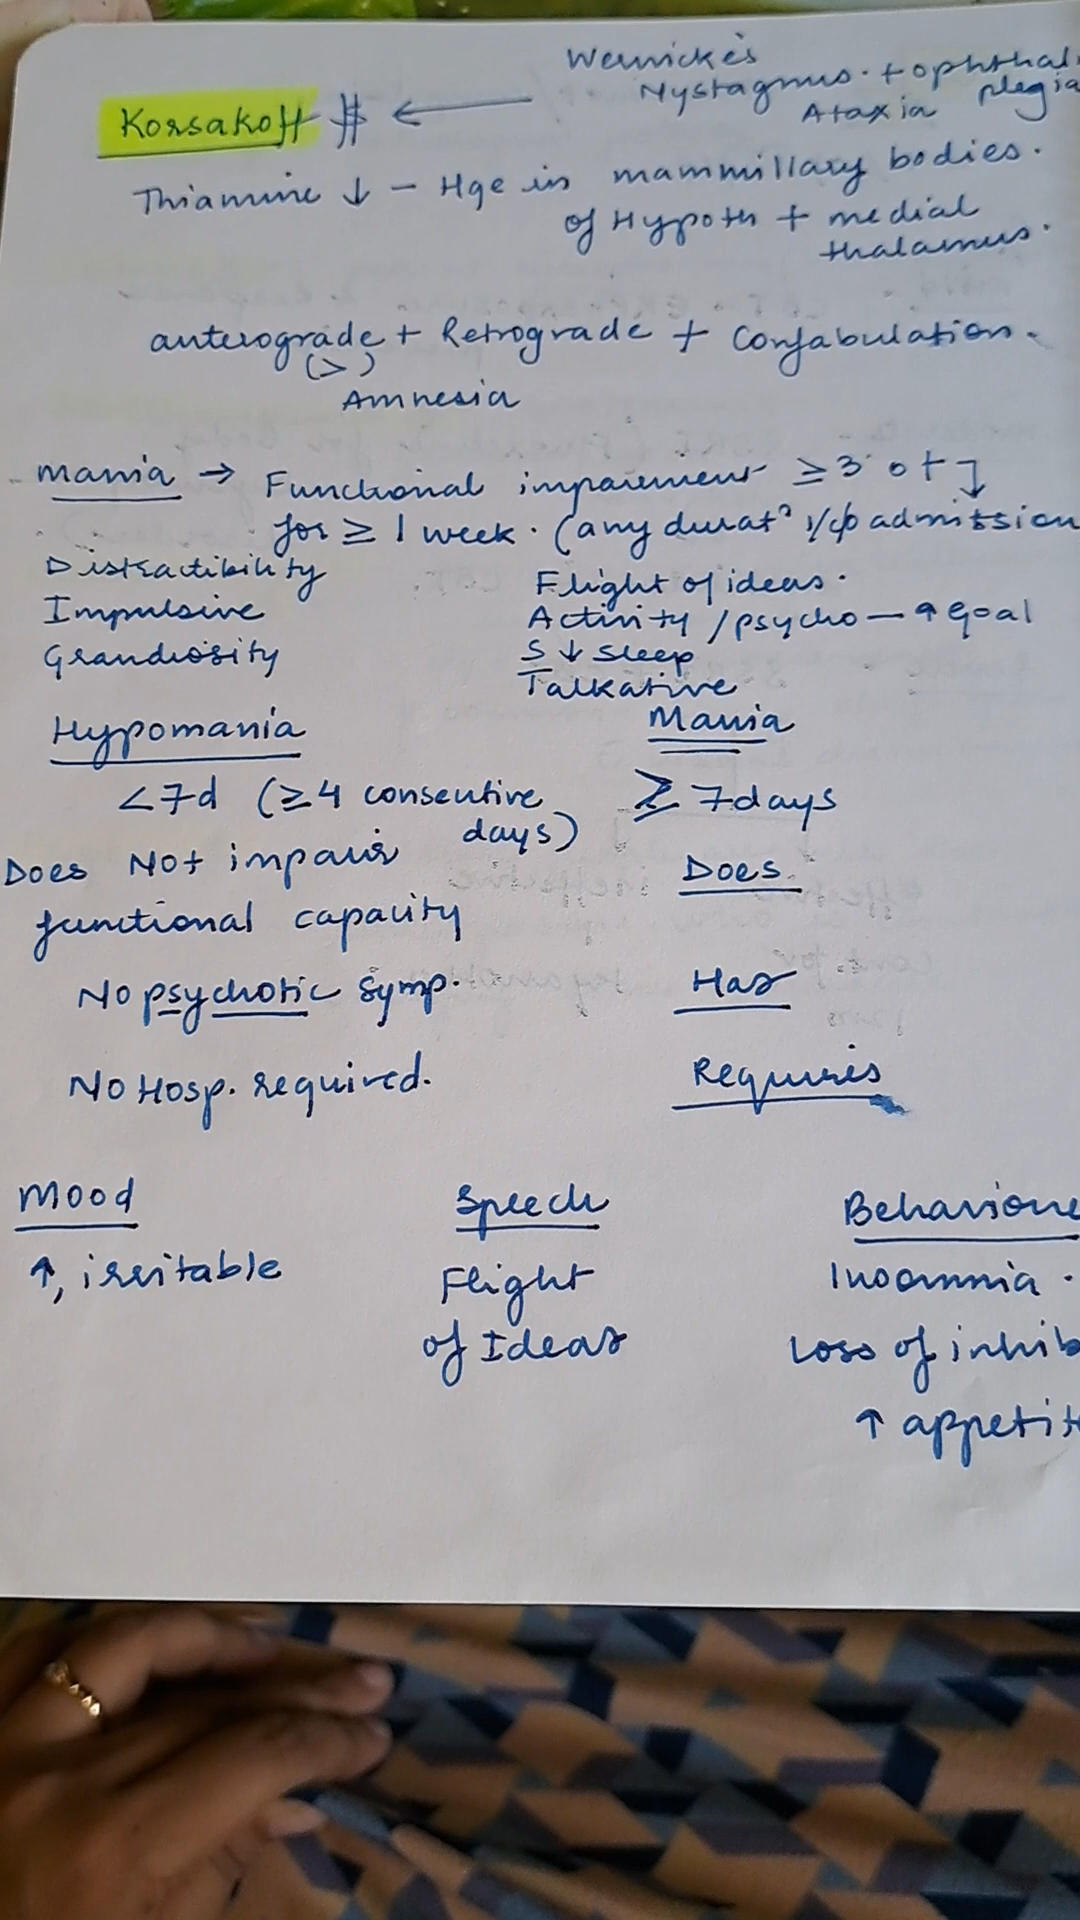 Wernicke's
Nystagmus. + ophthal
plegia
Ataxia
Korsakoff ∦ ←
Thiamine ↓ - Hge in mammillary bodies.
of Hypoth + medial
thalamus.
anterograde + Retrograde + Confabulation.
(>)
Amnesia
mania → Functional impairment ≥3 of ↴
for ≥ 1 week. (any duratⁿ admission
Distractibility
Flight of ideas.
Impulsive
Activity / psycho — ↑ Goal
Grandiosity
S ↓ sleep
Talkative
Hypomania
Mania
<7d (≥4 consecutive
days)
≥ 7days
Does Not impair
functional capacity
Does
No psychotic symp.
Has
No Hosp. required.
Requires
Mood
Speech
Behaviour
↑, irritable
Flight
of Ideas
Insomnia.
Loss of inhib
↑ appetit